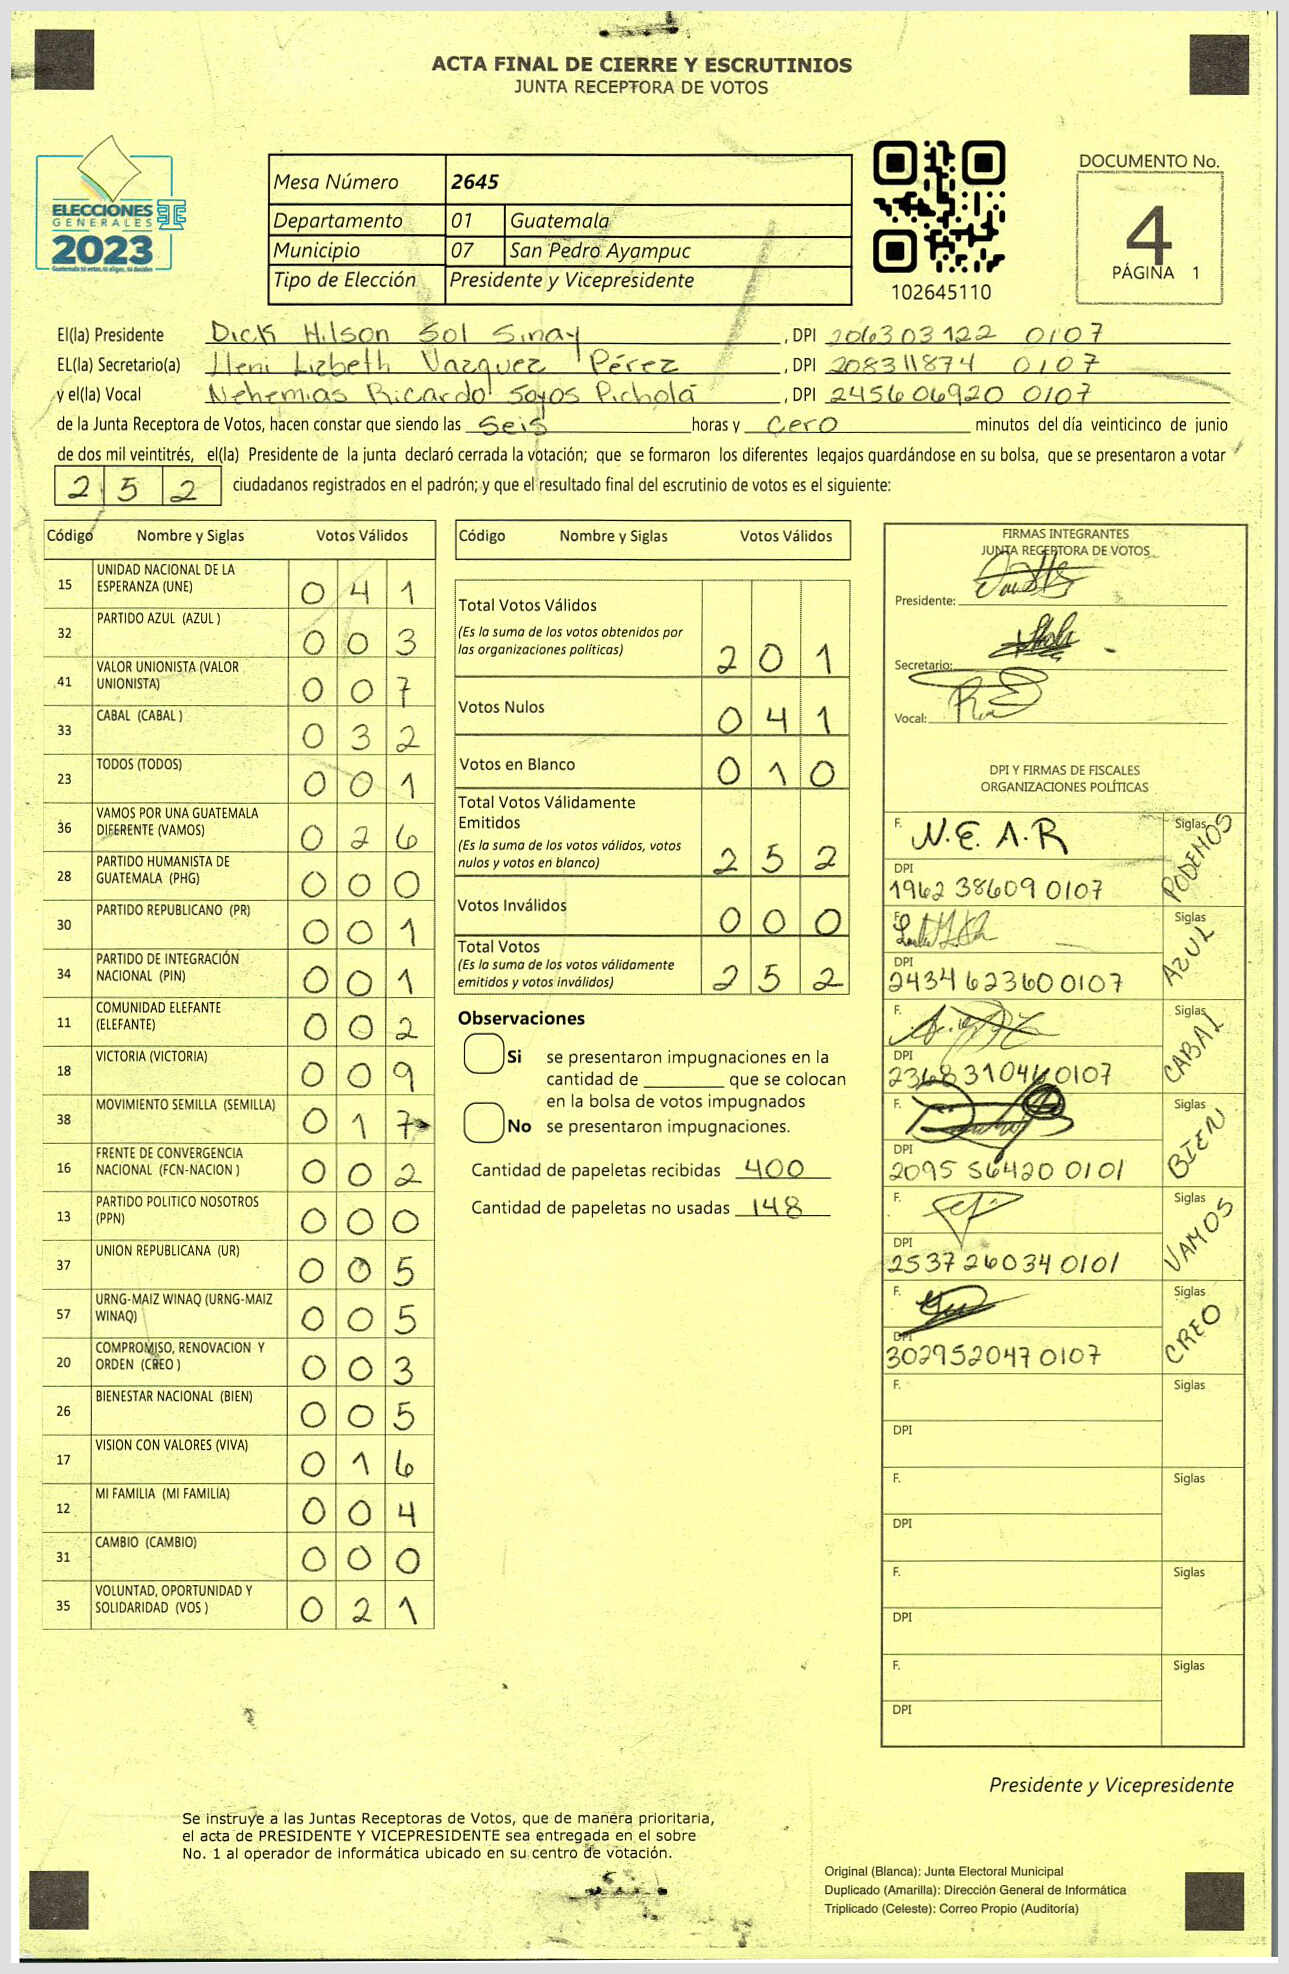 ACTA FINAL DE CIERRE Y ESCRUTINIOS
JUNTA RECEPTORA DE VOTOS
ELECCIONES
GENERALES
2023
Mesa Número 2645
Departamento 01 Guatemala
Municipio 07 San Pedro Ayampuc
Tipo de Elección Presidente y Vicepresidente
102645110
DOCUMENTO No.
4
PÁGINA 1
El(la) Presidente Dick Hilson Sol Sinay, DPI 206303122 0107
EL(la) Secretario(a) Lizbeth Vazquez Pérez, DPI 208311874 0107
y el(la) Vocal Nehemias Ricardo Soyos Picholá, DPI 245606920 0107
de la Junta Receptora de Votos, hacen constar que siendo las Seis horas y Cero minutos del día veinticinco de junio
de dos mil veintitrés, el(la) Presidente de la junta declaró cerrada la votación; que se formaron los diferentes legajos guardándose en su bolsa, que se presentaron a votar
252 ciudadanos registrados en el padrón; y que el resultado final del escrutinio de votos es el siguiente:
Código Nombre y Siglas Votos Válidos
15 UNIDAD NACIONAL DE LA ESPERANZA (UNE) 0 4 1
32 PARTIDO AZUL (AZUL ) 0 0 3
41 VALOR UNIONISTA (VALOR UNIONISTA) 0 0 7
33 CABAL (CABAL ) 0 3 2
23 TODOS (TODOS) 0 0 1
36 VAMOS POR UNA GUATEMALA DIFERENTE (VAMOS) 0 2 6
28 PARTIDO HUMANISTA DE GUATEMALA (PHG) 0 0 0
30 PARTIDO REPUBLICANO (PR) 0 0 1
34 PARTIDO DE INTEGRACIÓN NACIONAL (PIN) 0 0 1
11 COMUNIDAD ELEFANTE (ELEFANTE) 0 0 2
18 VICTORIA (VICTORIA) 0 0 9
38 MOVIMIENTO SEMILLA (SEMILLA) 0 1 7
16 FRENTE DE CONVERGENCIA NACIONAL (FCN-NACION ) 0 0 2
13 PARTIDO POLITICO NOSOTROS (PPN) 0 0 0
37 UNION REPUBLICANA (UR) 0 0 5
57 URNG-MAIZ WINAQ (URNG-MAIZ WINAQ) 0 0 5
20 COMPROMISO, RENOVACION Y ORDEN (CREO ) 0 0 3
26 BIENESTAR NACIONAL (BIEN) 0 0 5
17 VISION CON VALORES (VIVA) 0 1 6
12 MI FAMILIA (MI FAMILIA) 0 0 4
31 CAMBIO (CAMBIO) 0 0 0
35 VOLUNTAD, OPORTUNIDAD Y SOLIDARIDAD (VOS ) 0 2 1
Código Nombre y Siglas Votos Válidos
Total Votos Válidos
(Es la suma de los votos obtenidos por
las organizaciones políticas) 2 0 1
Votos Nulos 0 4 1
Votos en Blanco 0 1 0
Total Votos Válidamente
Emitidos
(Es la suma de los votos válidos, votos
nulos y votos en blanco) 2 5 2
Votos Inválidos 0 0 0
Total Votos
(Es la suma de los votos válidamente
emitidos y votos inválidos) 2 5 2
Observaciones
Si se presentaron impugnaciones en la
cantidad de ________ que se colocan
en la bolsa de votos impugnados
No se presentaron impugnaciones.
Cantidad de papeletas recibidas 400
Cantidad de papeletas no usadas 148
FIRMAS INTEGRANTES
JUNTA RECEPTORA DE VOTOS
Presidente:
Secretario:
Vocal:
DPI Y FIRMAS DE FISCALES
ORGANIZACIONES POLÍTICAS
F. N.E.A.R Siglas PODEMOS
DPI
1962 38609 0107
F. Siglas AZUL
DPI
2434 62360 0107
F. Siglas CABAL
DPI
2368 31046 0107
F. Siglas BIEN
DPI
2095 56420 0101
F. Siglas VAMOS
DPI
2537 26034 0101
F. Siglas CREO
DPI
302952047 0107
F. Siglas
DPI
F. Siglas
DPI
F. Siglas
DPI
F. Siglas
DPI
Presidente y Vicepresidente
Se instruye a las Juntas Receptoras de Votos, que de manera prioritaria,
el acta de PRESIDENTE Y VICEPRESIDENTE sea entregada en el sobre
No. 1 al operador de informática ubicado en su centro de votación.
Original (Blanca): Junta Electoral Municipal
Duplicado (Amarilla): Dirección General de Informática
Triplicado (Celeste): Correo Propio (Auditoría)